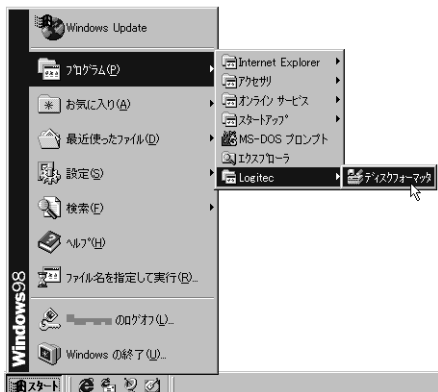 Windows Update
プログラム(P)
お気に入り(A)
最近使ったファイル(D)
設定(S)
検索(F)
ヘルプ(H)
ファイル名を指定して実行(R)...
のログオフ(L)...
Windows の終了(U)...
Windows98
スタート
Internet Explorer
アクセサリ
オンライン サービス
スタートアップ
MS-DOS プロンプト
エクスプローラ
Logitec
ディスクフォーマッタ